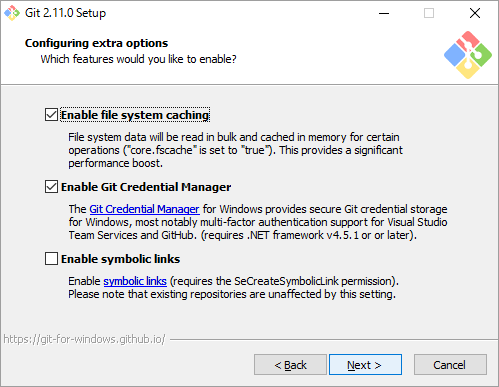 Git 2.11.0 Setup
Configuring extra options
Which features would you like to enable?
Enable file system caching
File system data will be read in bulk and cached in memory for certain
operations ("core.fscache" is set to "true"). This provides a significant
performance boost.
Enable Git Credential Manager
The Git Credential Manager for Windows provides secure Git credential storage
for Windows, most notably multi-factor authentication support for Visual Studio
Team Services and GitHub. (requires .NET framework v4.5.1 or or later).
Enable symbolic links
Enable symbolic links (requires the SeCreateSymbolicLink permission).
Please note that existing repositories are unaffected by this setting.
https://git-for-windows.github.io/
< Back Next > Cancel